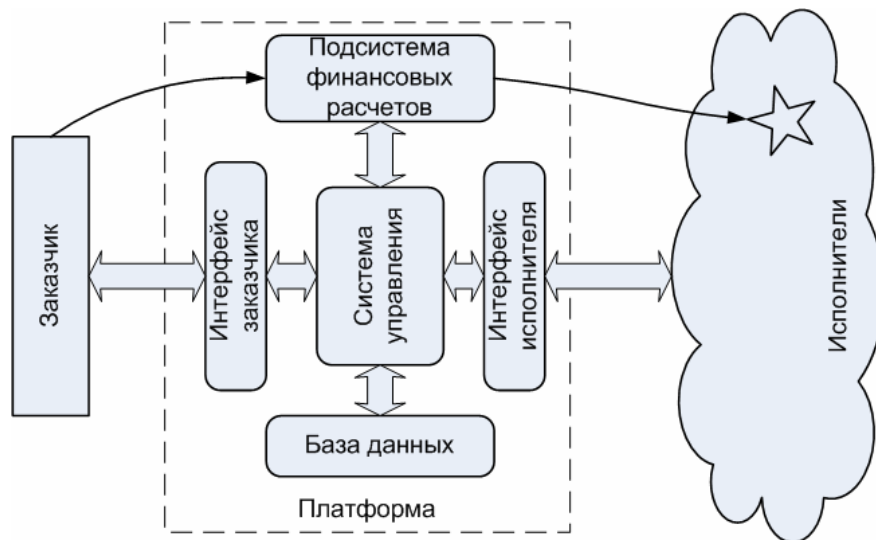 Подсистема
финансовых
расчетов
Заказчик
Интерфейс
заказчика
Система
управления
Интерфейс
исполнителя
Исполнители
База данных
Платформа